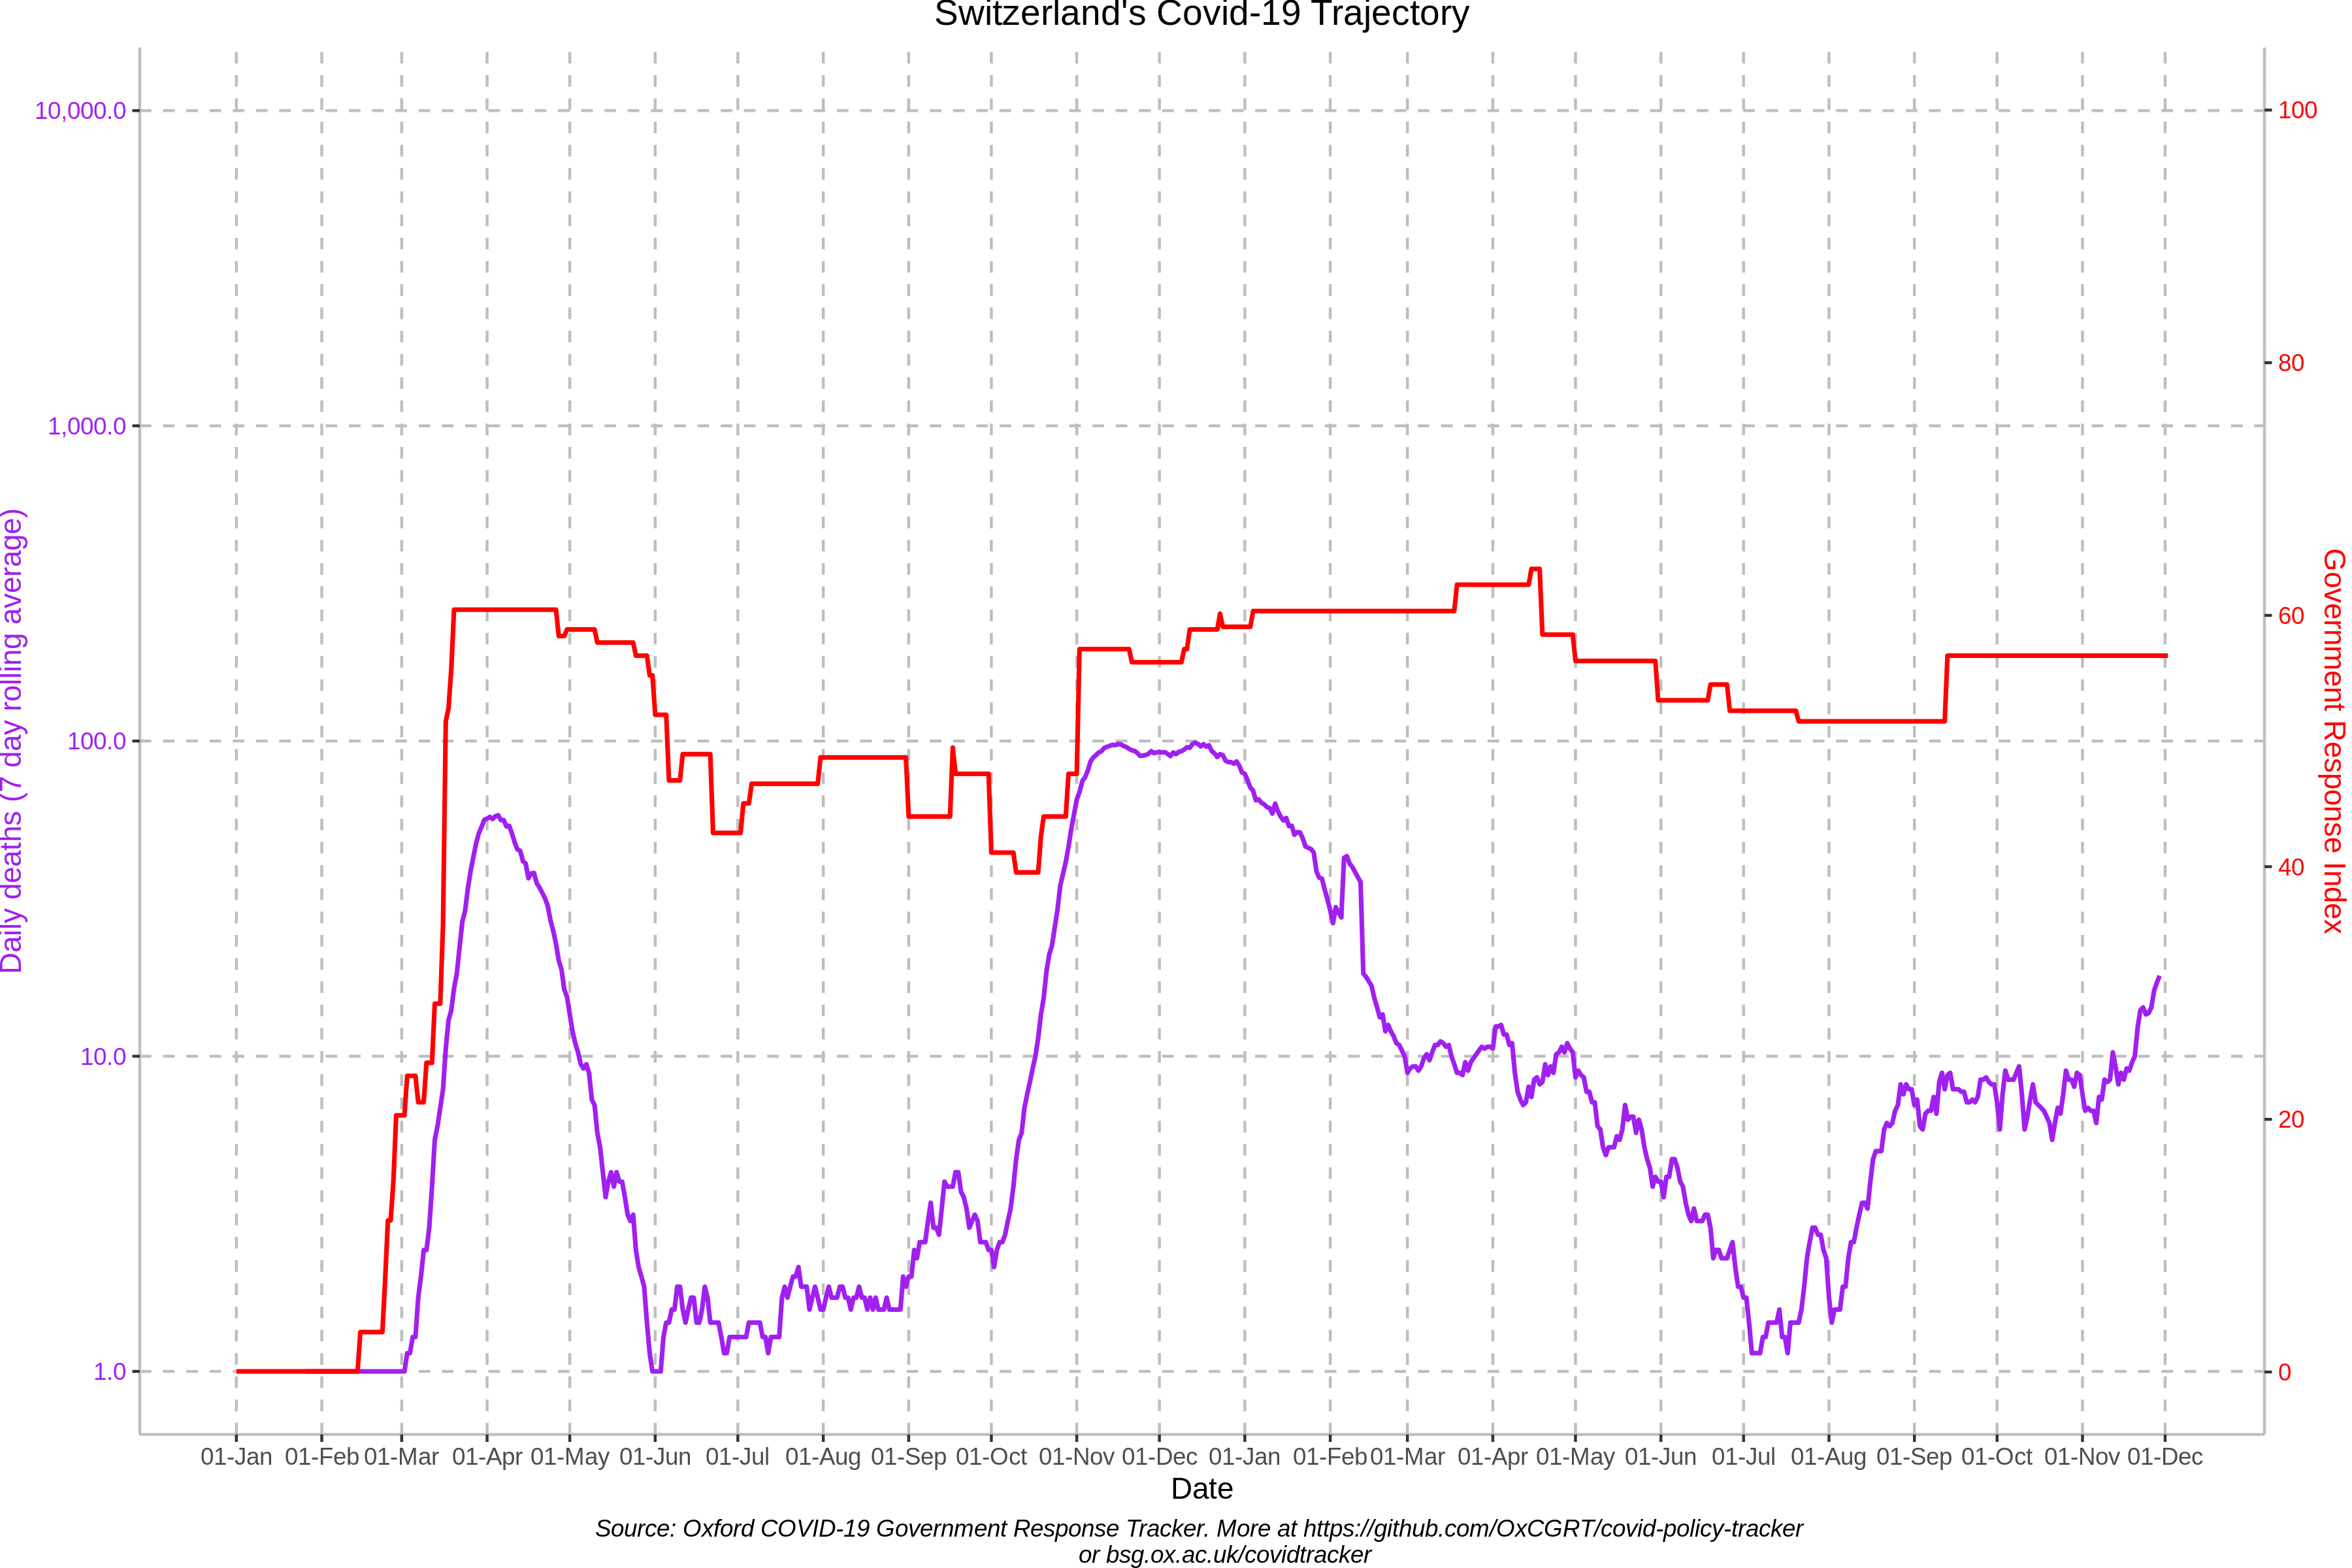 Switzerland's Covid-19 Trajectory
10,000.0
1,000.0
100.0
10.0
1.0
Daily deaths (7 day rolling average)
100
80
60
40
20
0
Government Response Index
01-Jan 01-Feb 01-Mar 01-Apr 01-May 01-Jun 01-Jul 01-Aug 01-Sep 01-Oct 01-Nov 01-Dec 01-Jan 01-Feb 01-Mar 01-Apr 01-May 01-Jun 01-Jul 01-Aug 01-Sep 01-Oct 01-Nov 01-Dec
Date
Source: Oxford COVID-19 Government Response Tracker. More at https://github.com/OxCGRT/covid-policy-tracker
or bsg.ox.ac.uk/covidtracker